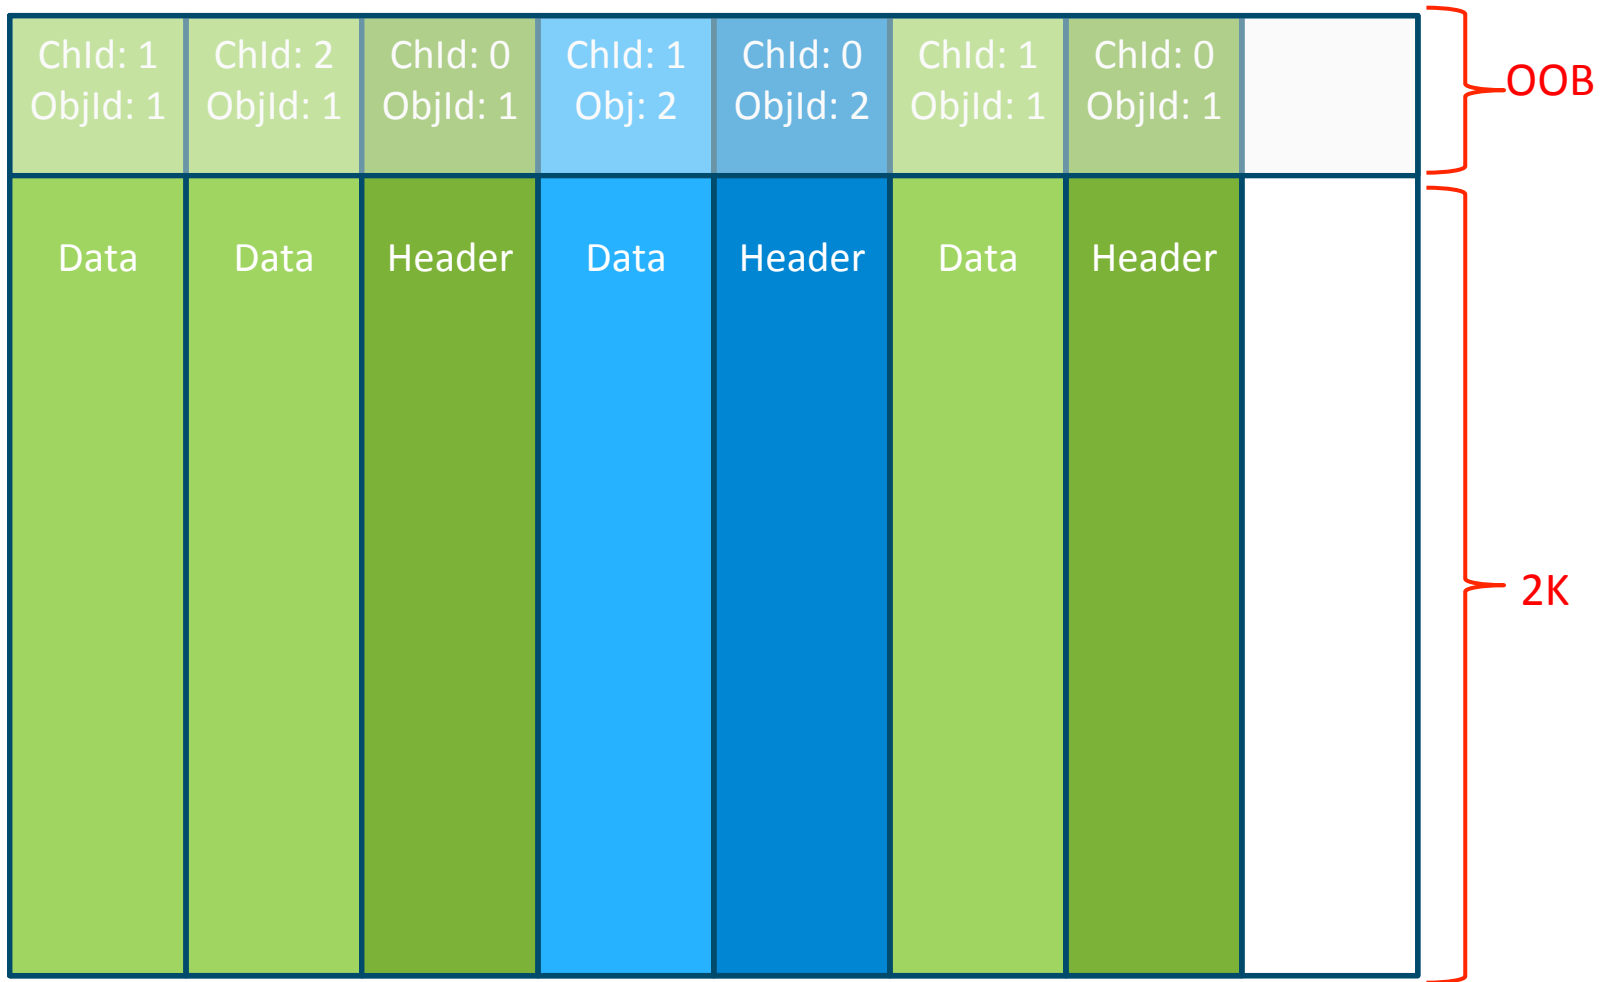 ChId: 1
ObjId: 1
ChId: 2
ObjId: 1
ChId: 0
ObjId: 1
ChId: 1
Obj: 2
ChId: 0
ObjId: 2
ChId: 1
ObjId: 1
ChId: 0
ObjId: 1
OOB
Data
Data
Header
Data
Header
Data
Header
2K